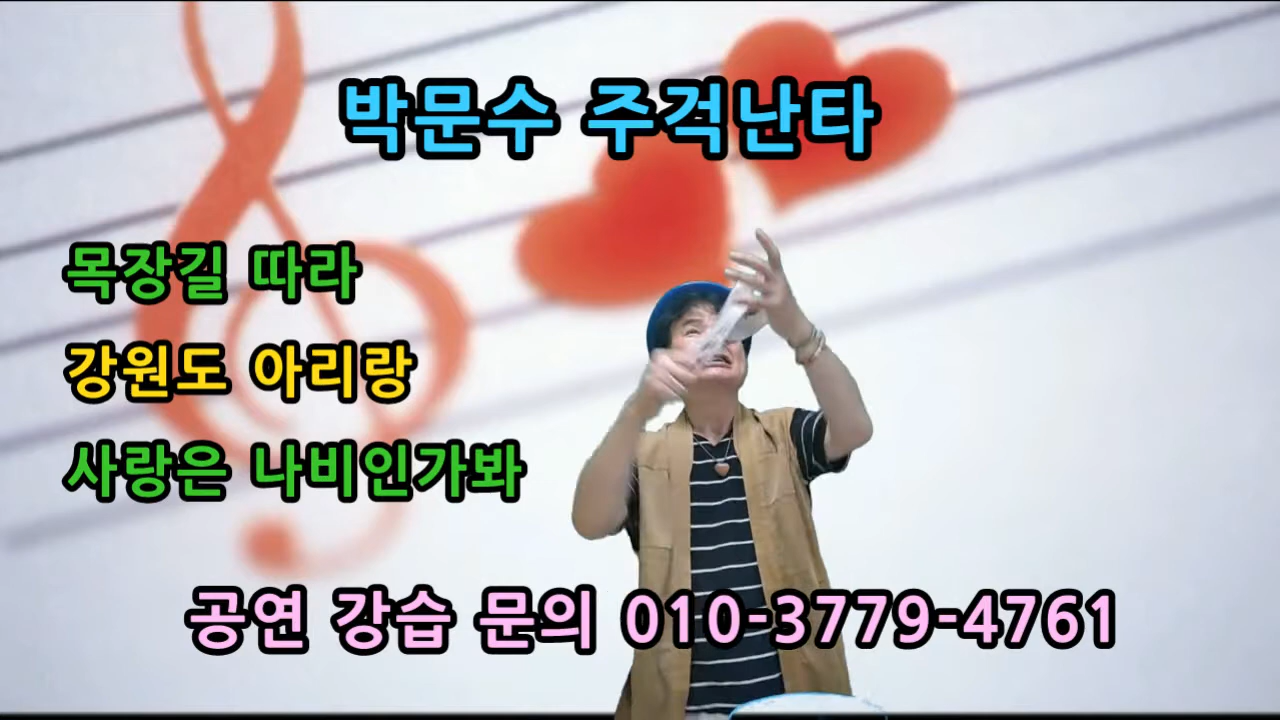 박문수 주걱난타
목장길 따라
강원도 아리랑
사랑은 나비인가봐
공연 강습 문의 010-3779-4761